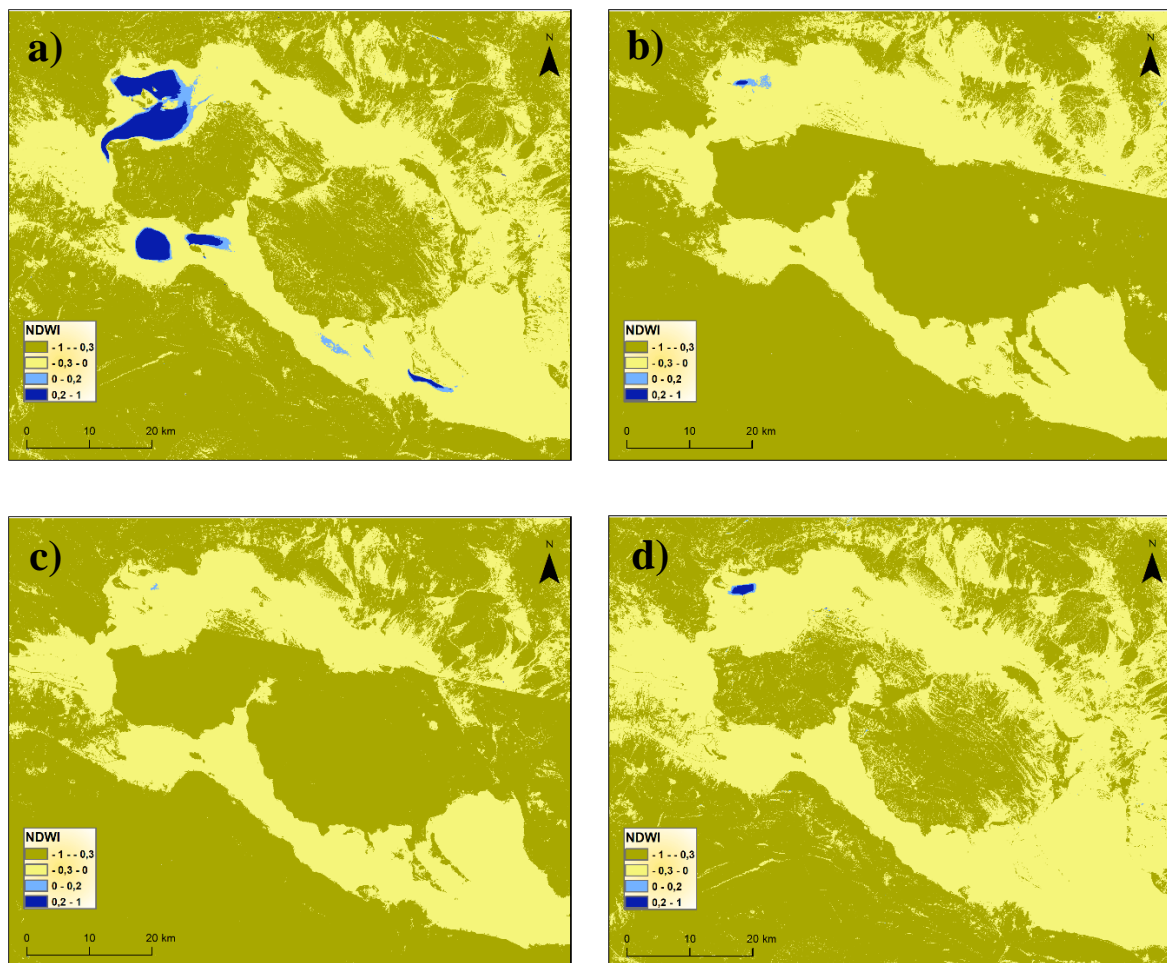 a)
N
NDWI
- 1 - - 0,3
- 0,3 - 0
0 - 0,2
0,2 - 1
0 10 20 km
b)
N
NDWI
- 1 - - 0,3
- 0,3 - 0
0 - 0,2
0,2 - 1
0 10 20 km
c)
N
NDWI
- 1 - - 0,3
- 0,3 - 0
0 - 0,2
0,2 - 1
0 10 20 km
d)
N
NDWI
- 1 - - 0,3
- 0,3 - 0
0 - 0,2
0,2 - 1
0 10 20 km